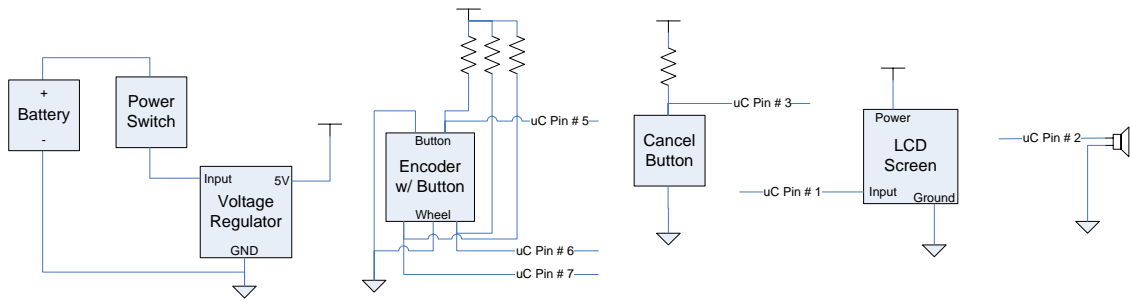 +
Battery
-
Power
Switch
Input
5V
Voltage
Regulator
GND
Button
Encoder
w/ Button
Wheel
uC Pin # 5
uC Pin # 6
uC Pin # 7
uC Pin # 3
Cancel
Button
Power
LCD
Screen
Input
Ground
uC Pin # 1
uC Pin # 2